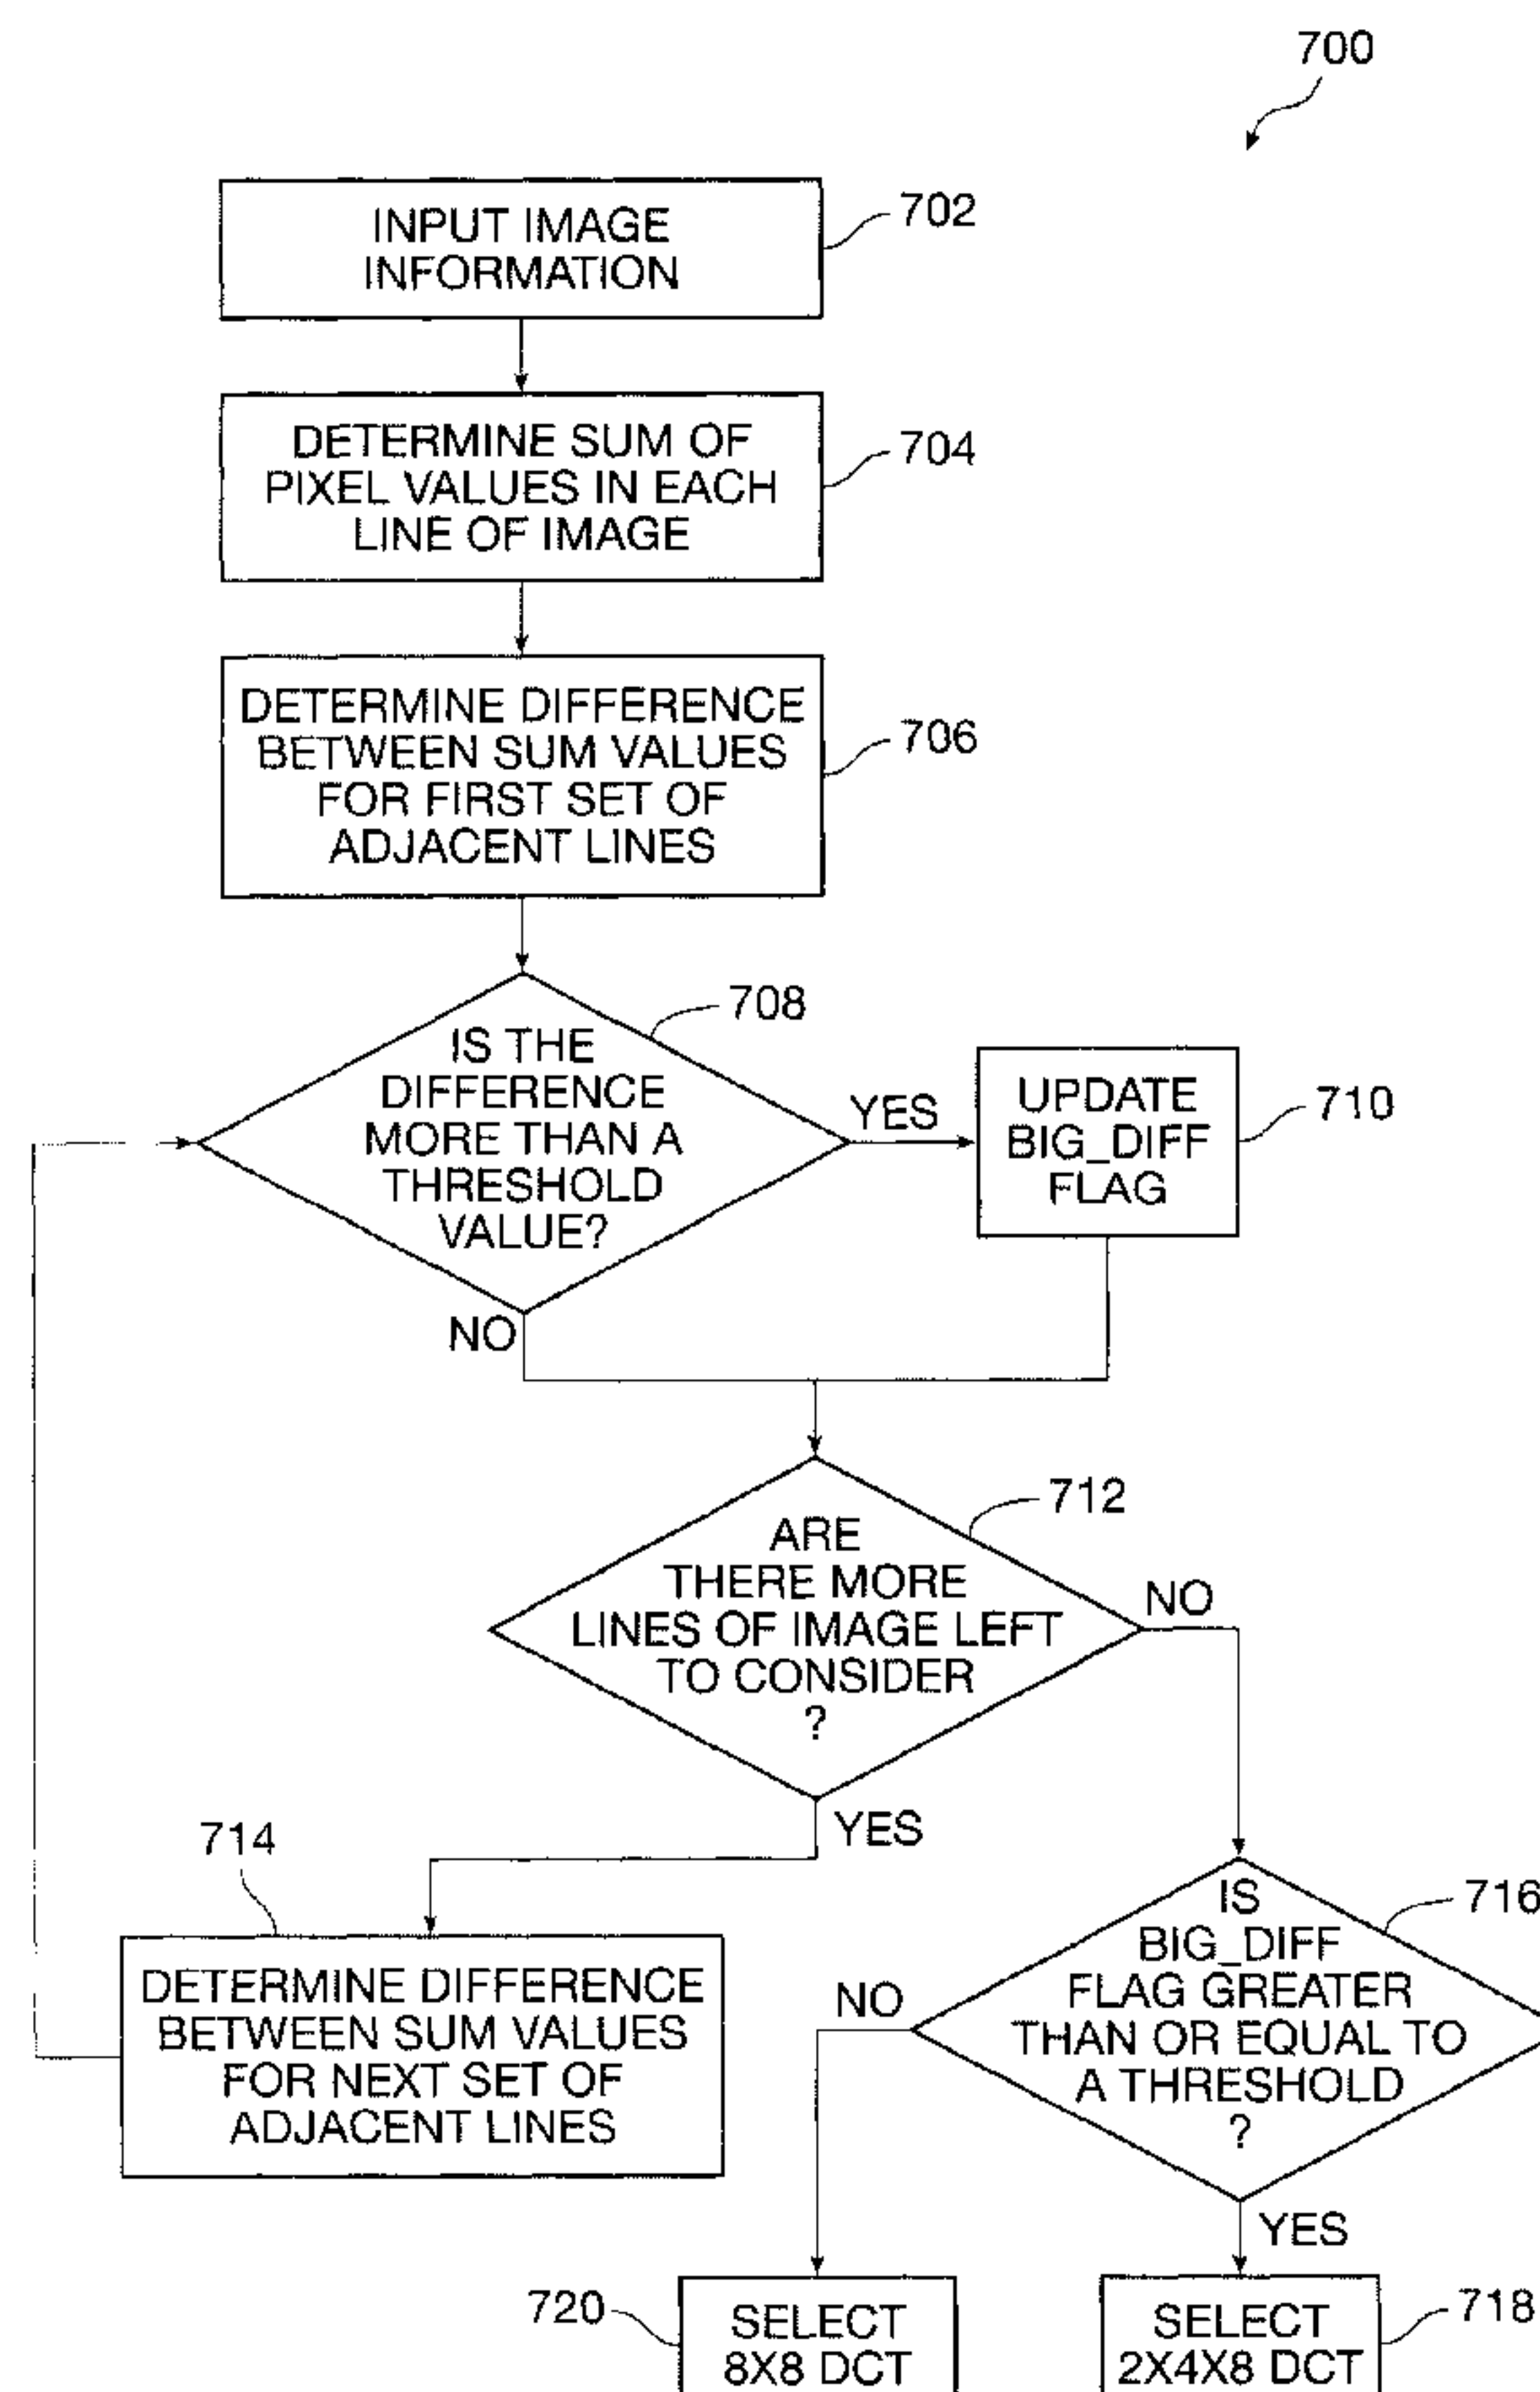 700
INPUT IMAGE
INFORMATION
702
DETERMINE SUM OF
PIXEL VALUES IN EACH
LINE OF IMAGE
704
DETERMINE DIFFERENCE
BETWEEN SUM VALUES
FOR FIRST SET OF
ADJACENT LINES
706
708
IS THE
DIFFERENCE
MORE THAN A
THRESHOLD
VALUE?
YES
UPDATE
BIG_DIFF
FLAG
710
NO
712
ARE
THERE MORE
LINES OF IMAGE LEFT
TO CONSIDER
?
NO
YES
714
DETERMINE DIFFERENCE
BETWEEN SUM VALUES
FOR NEXT SET OF
ADJACENT LINES
716
IS
BIG_DIFF
FLAG GREATER
THAN OR EQUAL TO
A THRESHOLD
?
NO
YES
720
SELECT
8X8 DCT
SELECT
2X4X8 DCT
718